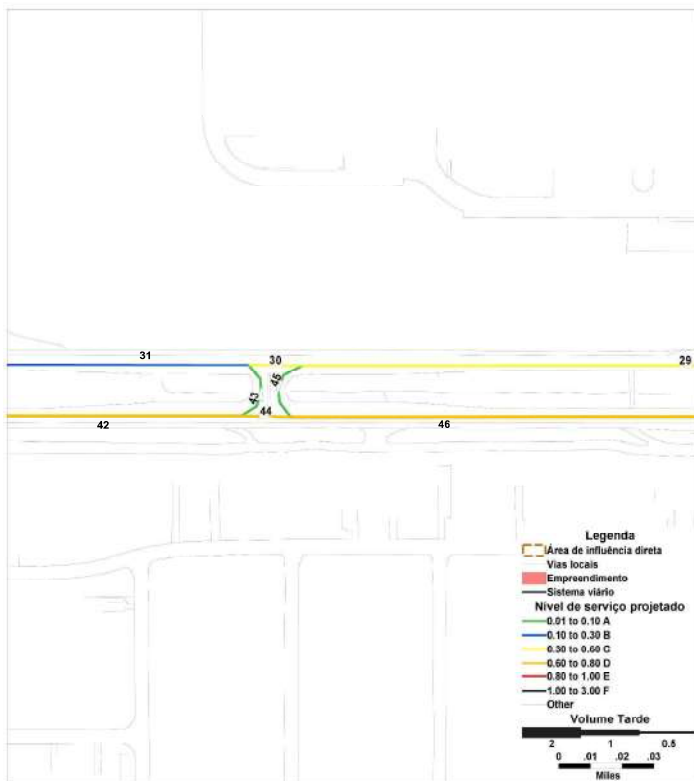 31
30
29
45
43
44
42
46
Legenda
Área de influência direta
Vias locais
Empreendimento
Sistema viário
Nível de serviço projetado
0.01 to 0.10 A
0.10 to 0.30 B
0.30 to 0.60 C
0.60 to 0.80 D
0.80 to 1.00 E
1.00 to 3.00 F
Other
Volume Tarde
2 1 0.5
0 .01 .02 .03
Miles